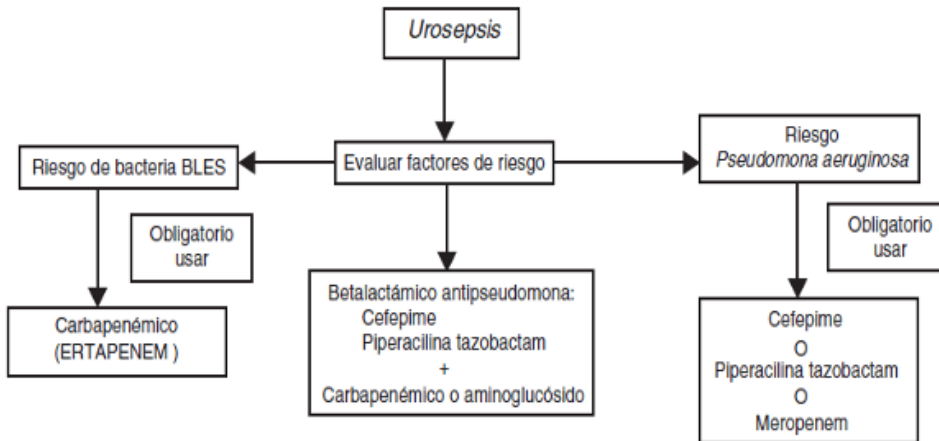 Urosepsis
Riesgo de bacteria BLES
Evaluar factores de riesgo
Riesgo
Pseudomona aeruginosa
Obligatorio
usar
Obligatorio
usar
Carbapenémico
(ERTAPENEM )
Betalactámico antipseudomona:
Cefepime
Piperacilina tazobactam
+
Carbapenémico o aminoglucósido
Cefepime
O
Piperacilina tazobactam
O
Meropenem